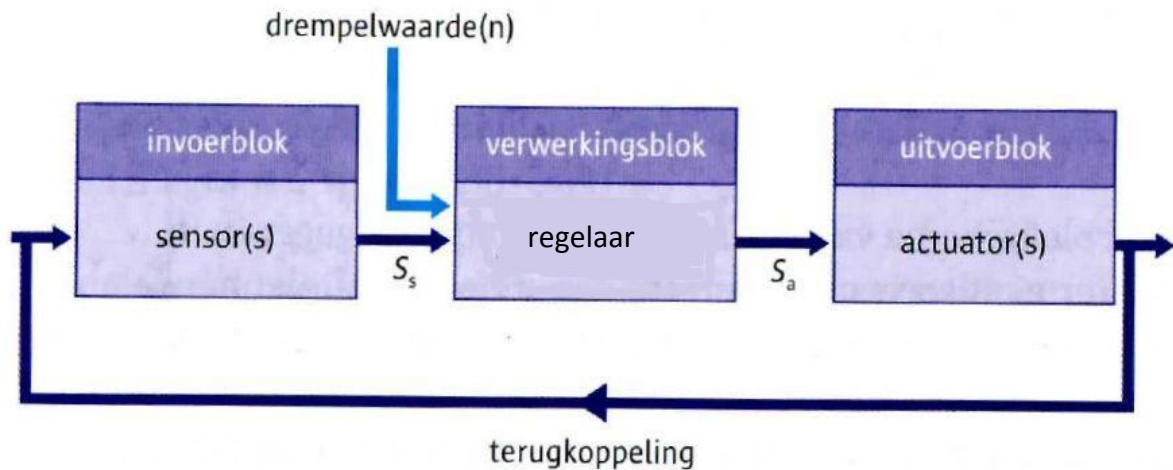 drempelwaarde(n)
invoerblok
verwerkingsblok
uitvoerblok
sensor(s)
regelaar
actuator(s)
Ss
Sa
terugkoppeling